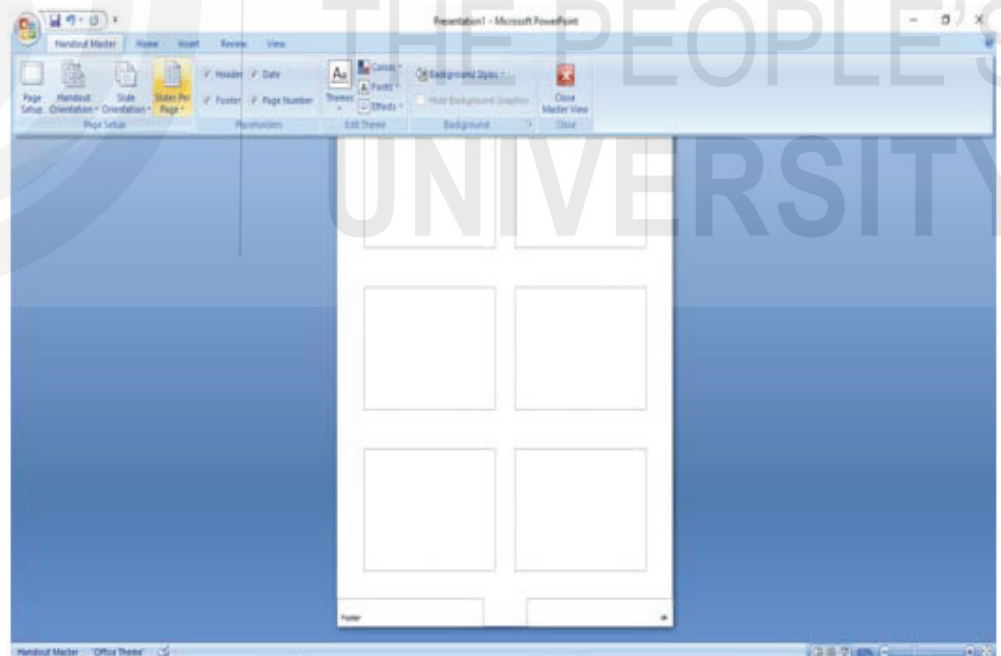 Presentation1 - Microsoft PowerPoint
THE PEOPLE'S
UNIVERSITY
Handout Master Home Insert Review View
Page Setup
Handout Orientation
Slide Orientation
Slides Per Page
Page Setup
Header Date
Footer Page Number
Placeholders
Themes
Colors
Fonts
Effects
Edit Theme
Background Styles
Hide Background Graphics
Background
Close Master View
Close
Footer
Handout Master "Office Theme"